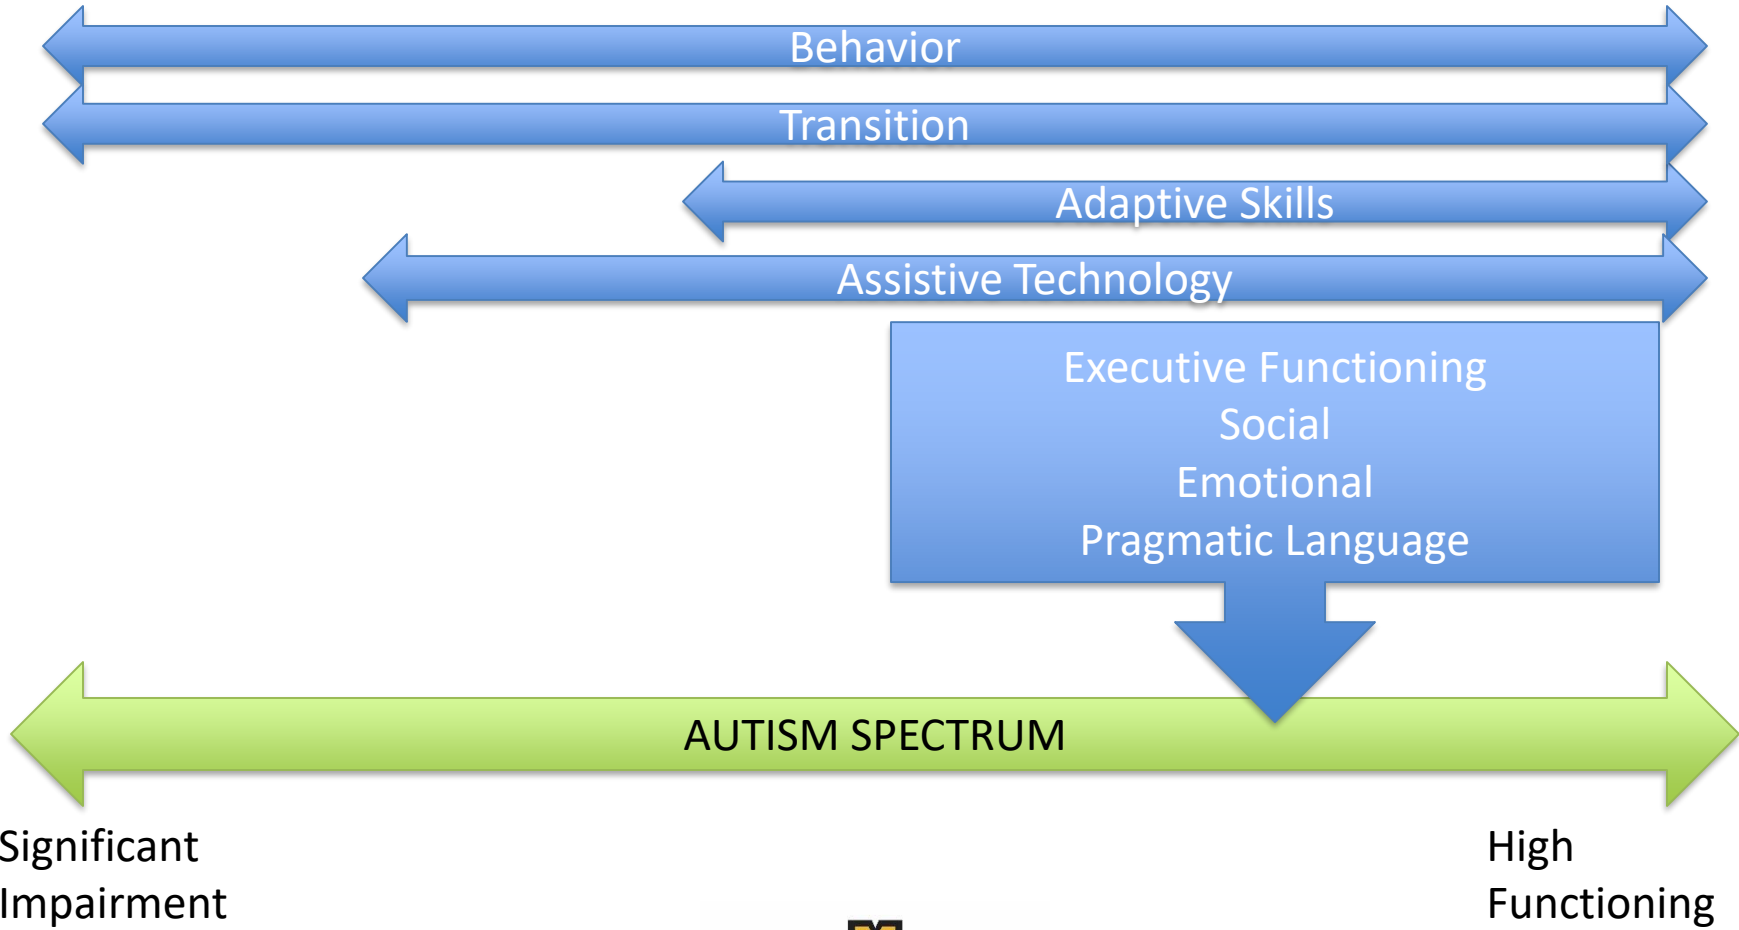 Behavior
Transition
Adaptive Skills
Assistive Technology
Executive Functioning
Social
Emotional
Pragmatic Language
AUTISM SPECTRUM
Significant
Impairment
High
Functioning